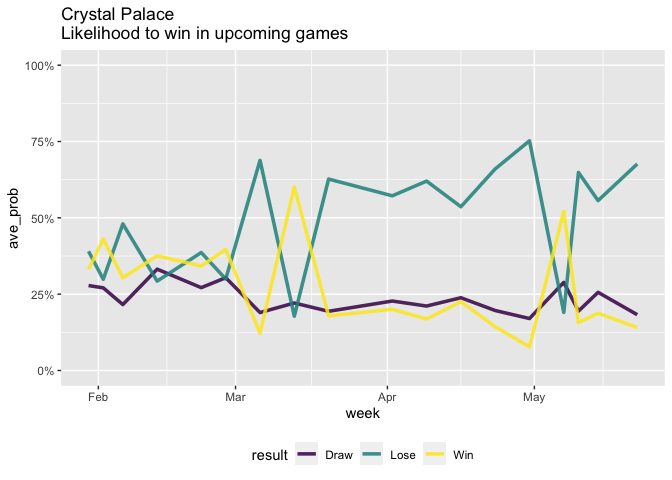 Crystal Palace
Likelihood to win in upcoming games
100%
75%
50%
25%
0%
ave_prob
Feb Mar Apr May
week
result Draw Lose Win